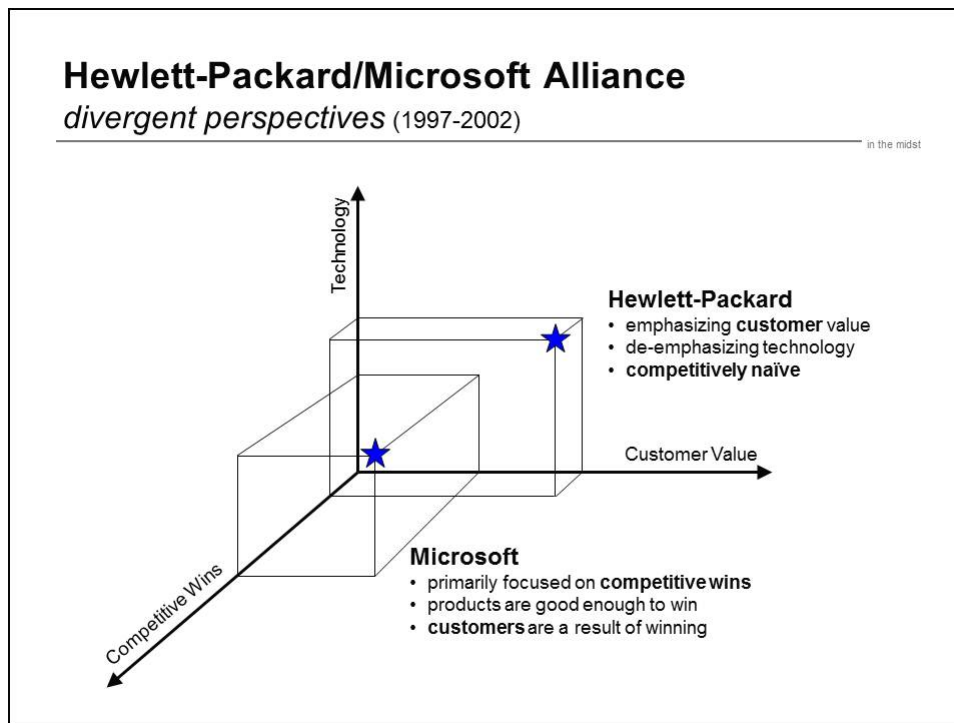 Hewlett-Packard/Microsoft Alliance
divergent perspectives (1997-2002)
in the midst
Technology
Hewlett-Packard
• emphasizing customer value
• de-emphasizing technology
• competitively naïve
Customer Value
Microsoft
• primarily focused on competitive wins
• products are good enough to win
• customers are a result of winning
Competitive Wins